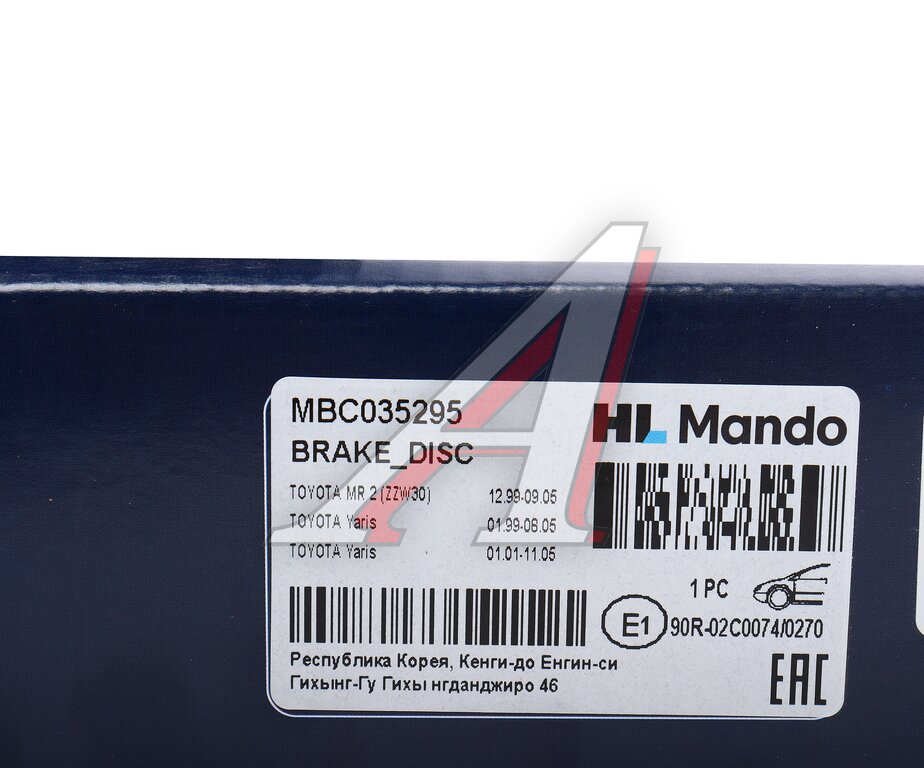 MBC035295
BRAKE_DISC
HL Mando
TOYOTA MR 2 (ZZW30) 12.99-09.05
TOYOTA Yaris 01.99-08.05
TOYOTA Yaris 01.01-11.05
1 PC
E1 90R-02C0074/0270
Республика Корея, Кенги-до Енгин-си
Гихынг-Гу Гихы нгданджиро 46
EAC